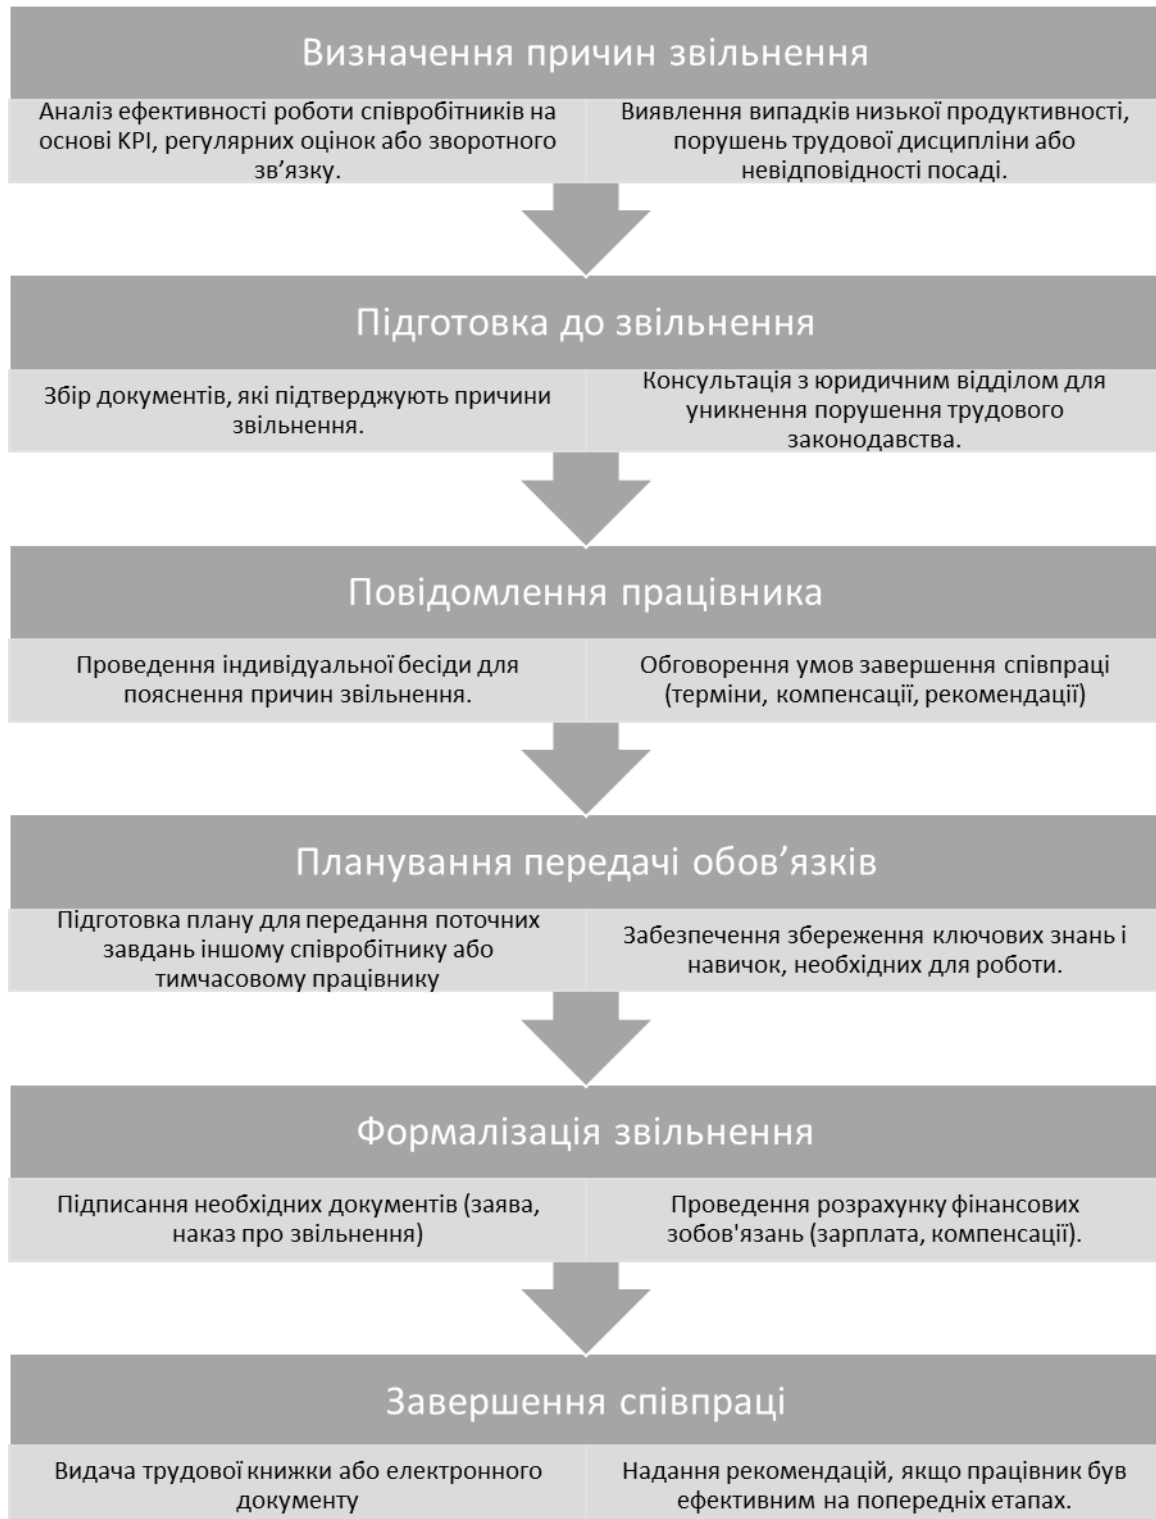 Визначення причин звільнення
Аналіз ефективності роботи співробітників на
основі KPI, регулярних оцінок або зворотного
зв’язку.
Виявлення випадків низької продуктивності,
порушень трудової дисципліни або
невідповідності посаді.
Підготовка до звільнення
Збір документів, які підтверджують причини
звільнення.
Консультація з юридичним відділом для
уникнення порушення трудового
законодавства.
Повідомлення працівника
Проведення індивідуальної бесіди для
пояснення причин звільнення.
Обговорення умов завершення співпраці
(терміни, компенсації, рекомендації)
Планування передачі обов’язків
Підготовка плану для передання поточних
завдань іншому співробітнику або
тимчасовому працівнику
Забезпечення збереження ключових знань і
навичок, необхідних для роботи.
Формалізація звільнення
Підписання необхідних документів (заява,
наказ про звільнення)
Проведення розрахунку фінансових
зобов'язань (зарплата, компенсації).
Завершення співпраці
Видача трудової книжки або електронного
документу
Надання рекомендацій, якщо працівник був
ефективним на попередніх етапах.